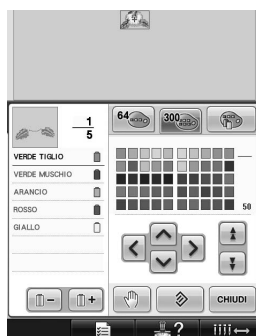 1
5
64
300
VERDE TIGLIO
VERDE MUSCHIO
ARANCIO
ROSSO
GIALLO
50
CHIUDI
?